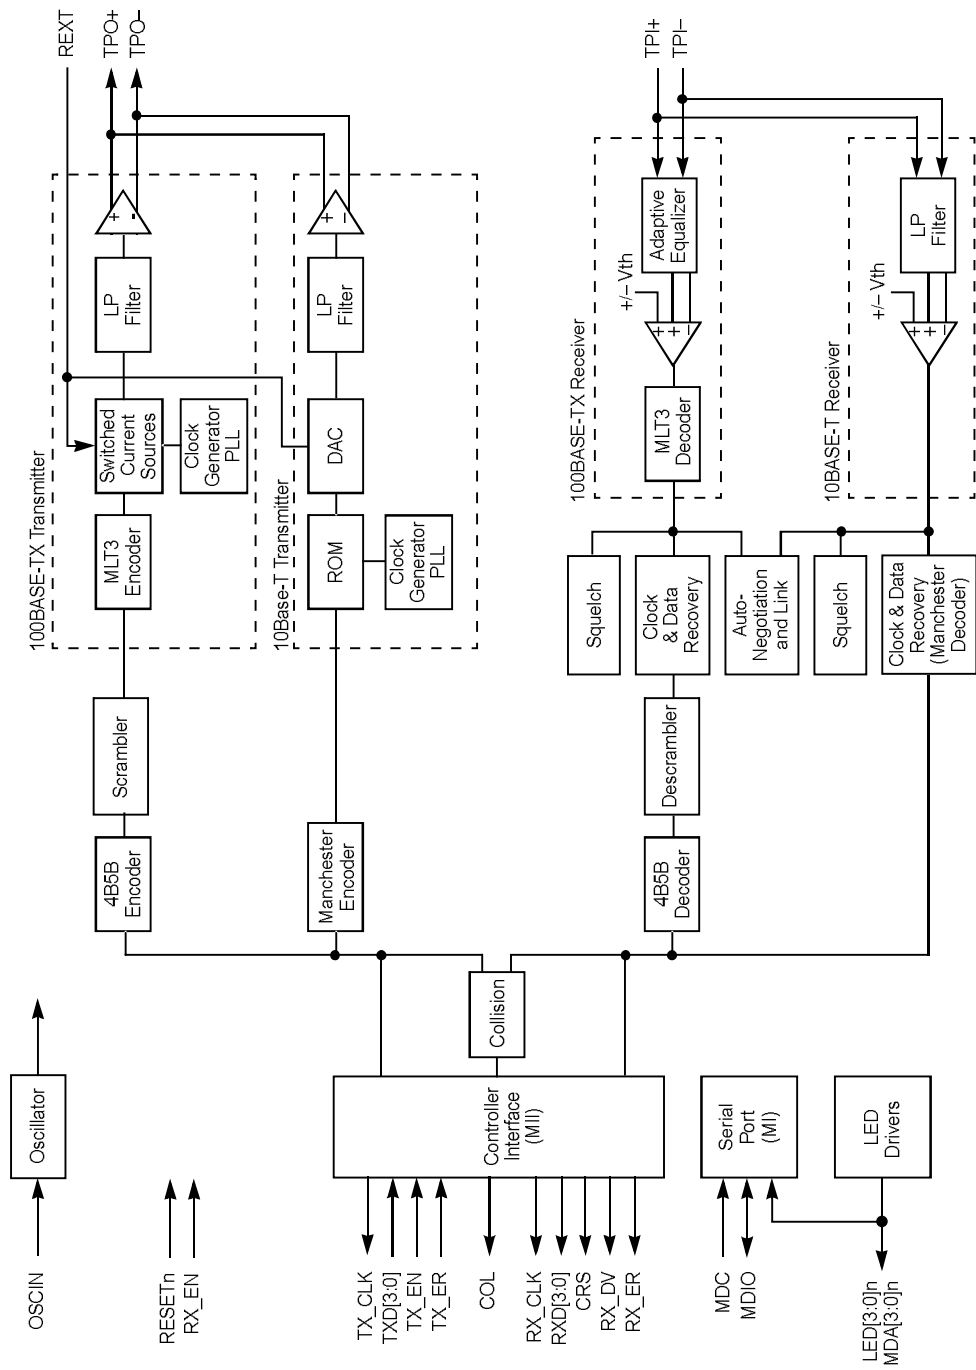 OSCIN
Oscillator
RESETn
RX_EN
TX_CLK
TXD[3:0]
TX_EN
TX_ER
COL
RX_CLK
RXD[3:0]
CRS
RX_DV
RX_ER
MDC
MDIO
LED[3:0]n
MDA[3:0]n
Controller
Interface
(MII)
Serial
Port
(MI)
LED
Drivers
Collision
4B5B
Encoder
Scrambler
Manchester
Encoder
4B5B
Decoder
Descrambler
100BASE-TX Transmitter
MLT3
Encoder
Switched
Current
Sources
Clock
Generator
PLL
LP
Filter
+
-
10Base-T Transmitter
ROM
Clock
Generator
PLL
DAC
LP
Filter
+
–
REXT
TPO+
TPO–
Squelch
Clock
& Data
Recovery
Auto-
Negotiation
and Link
Squelch
Clock & Data
Recovery
(Manchester
Decoder)
100BASE-TX Receiver
MLT3
Decoder
+/– Vth
+
+
–
Adaptive
Equalizer
10BASE-T Receiver
+/– Vth
+
+
–
LP
Filter
TPI+
TPI–